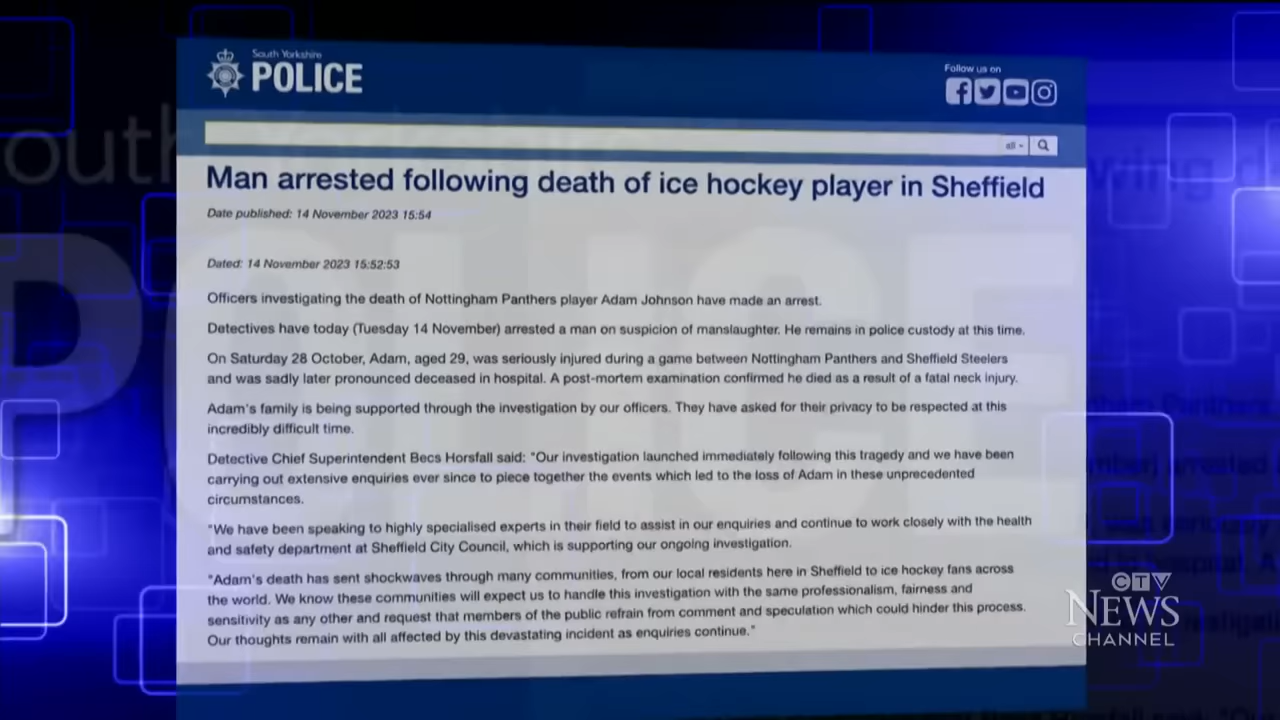 South Yorkshire
POLICE
Follow us on
all
Man arrested following death of ice hockey player in Sheffield
Date published: 14 November 2023 15:54
Dated: 14 November 2023 15:52:53
Officers investigating the death of Nottingham Panthers player Adam Johnson have made an arrest.
Detectives have today (Tuesday 14 November) arrested a man on suspicion of manslaughter. He remains in police custody at this time.
On Saturday 28 October, Adam, aged 29, was seriously injured during a game between Nottingham Panthers and Sheffield Steelers
and was sadly later pronounced deceased in hospital. A post-mortem examination confirmed he died as a result of a fatal neck injury.
Adam's family is being supported through the investigation by our officers. They have asked for their privacy to be respected at this
incredibly difficult time.
Detective Chief Superintendent Becs Horsfall said: "Our investigation launched immediately following this tragedy and we have been
carrying out extensive enquiries ever since to piece together the events which led to the loss of Adam in these unprecedented
circumstances.
"We have been speaking to highly specialised experts in their field to assist in our enquiries and continue to work closely with the health
and safety department at Sheffield City Council, which is supporting our ongoing investigation.
"Adam's death has sent shockwaves through many communities, from our local residents here in Sheffield to ice hockey fans across
the world. We know these communities will expect us to handle this investigation with the same professionalism, fairness and
sensitivity as any other and request that members of the public refrain from comment and speculation which could hinder this process.
Our thoughts remain with all affected by this devastating incident as enquiries continue."
CTV
NEWS
CHANNEL
POLICE